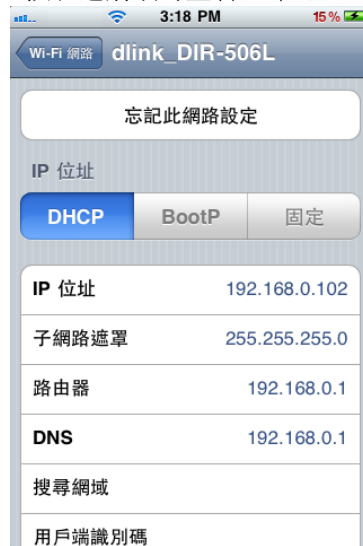 3:18 PM
15%
Wi-Fi 網路
dlink_DIR-506L
忘記此網路設定
IP 位址
DHCP
BootP
固定
IP 位址 192.168.0.102
子網路遮罩 255.255.255.0
路由器 192.168.0.1
DNS 192.168.0.1
搜尋網域
用戶端識別碼